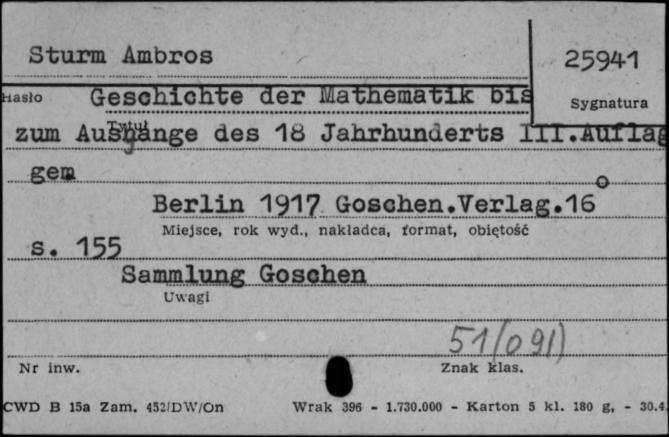 Sturm Ambros
25941
Hasło Geschichte der Mathematik bis
Sygnatura
Tytuł
zum Ausgange des 18 Jahrhunderts III.Auflag
gem
Berlin 1917 Goschen.Verlag.16°
Miejsce, rok wyd., nakładca, format, objętość
s. 155
Sammlung Goschen
Uwagi
51(091)
Nr inw.
Znak klas.
CWD B 15a Zam. 452/DW/On Wrak 396 - 1.730.000 - Karton 5 kl. 180 g, - 30.4